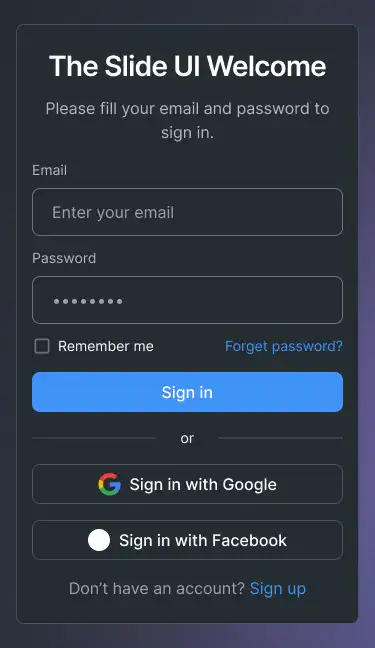 The Slide UI Welcome
Please fill your email and password to
sign in.
Email
Enter your email
Password
••••••••
Remember me
Forget password?
Sign in
or
Sign in with Google
Sign in with Facebook
Don’t have an account? Sign up